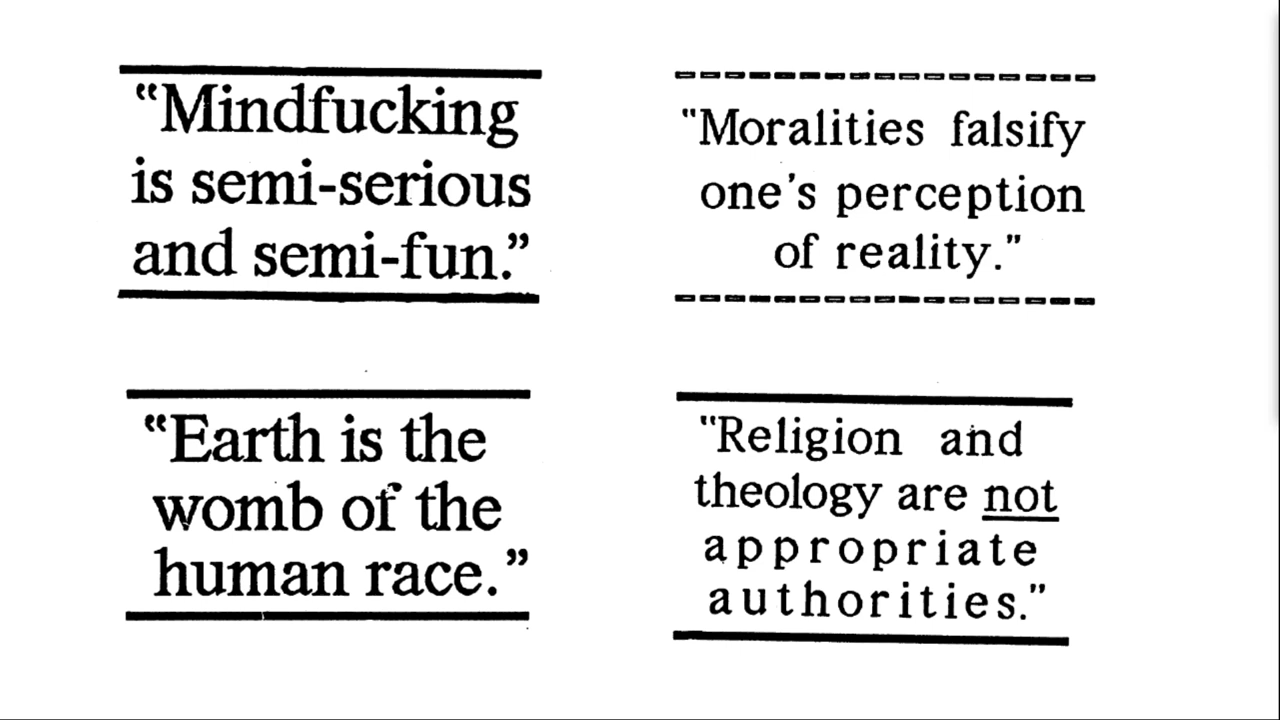 “Mindfucking
is semi-serious
and semi-fun.”
"Moralities falsify
one's perception
of reality."
“Earth is the
womb of the
human race.”
"Religion and
theology are not
appropriate
authorities."